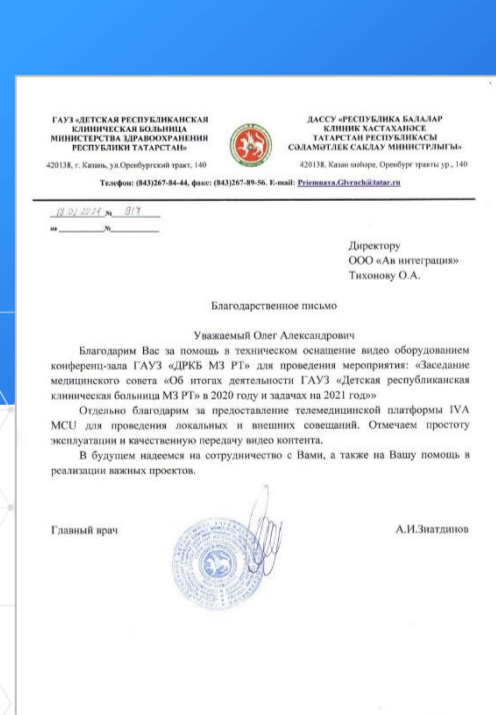 ГАУЗ «ДЕТСКАЯ РЕСПУБЛИКАНСКАЯ
КЛИНИЧЕСКАЯ БОЛЬНИЦА
МИНИСТЕРСТВА ЗДРАВООХРАНЕНИЯ
РЕСПУБЛИКИ ТАТАРСТАН»
420138, г. Казань, ул.Оренбургский тракт, 140
ДАССУ «РЕСПУБЛИКА БАЛАЛАР
КЛИНИК ХАСТАХАНӘСЕ
ТАТАРСТАН РЕСПУБЛИКАСЫ
СӘЛАМӘТЛЕК САКЛАУ МИНИСТРЛЫГЫ»
420138, Казан шәһәре, Оренбург тракты ур., 140
Телефон: (843)267-84-44, факс: (843)267-89-56. E-mail: Priemnaya.Glvrach@tatar.ru
№ 917
на № 
Директору
ООО «Ав интеграция»
Тихонову О.А.
Благодарственное письмо
Уважаемый Олег Александрович
Благодарим Вас за помощь в техническом оснащение видео оборудованием
конференц-зала ГАУЗ «ДРКБ МЗ РТ» для проведения мероприятия: «Заседание
медицинского совета «Об итогах деятельности ГАУЗ «Детская республиканская
клиническая больница МЗ РТ» в 2020 году и задачах на 2021 год»»
Отдельно благодарим за предоставление телемедицинской платформы IVA
MCU для проведения локальных и внешних совещаний. Отмечаем простоту
эксплуатации и качественную передачу видео контента.
В будущем надеемся на сотрудничество с Вами, а также на Вашу помощь в
реализации важных проектов.
Главный врач
А.И.Зиатдинов